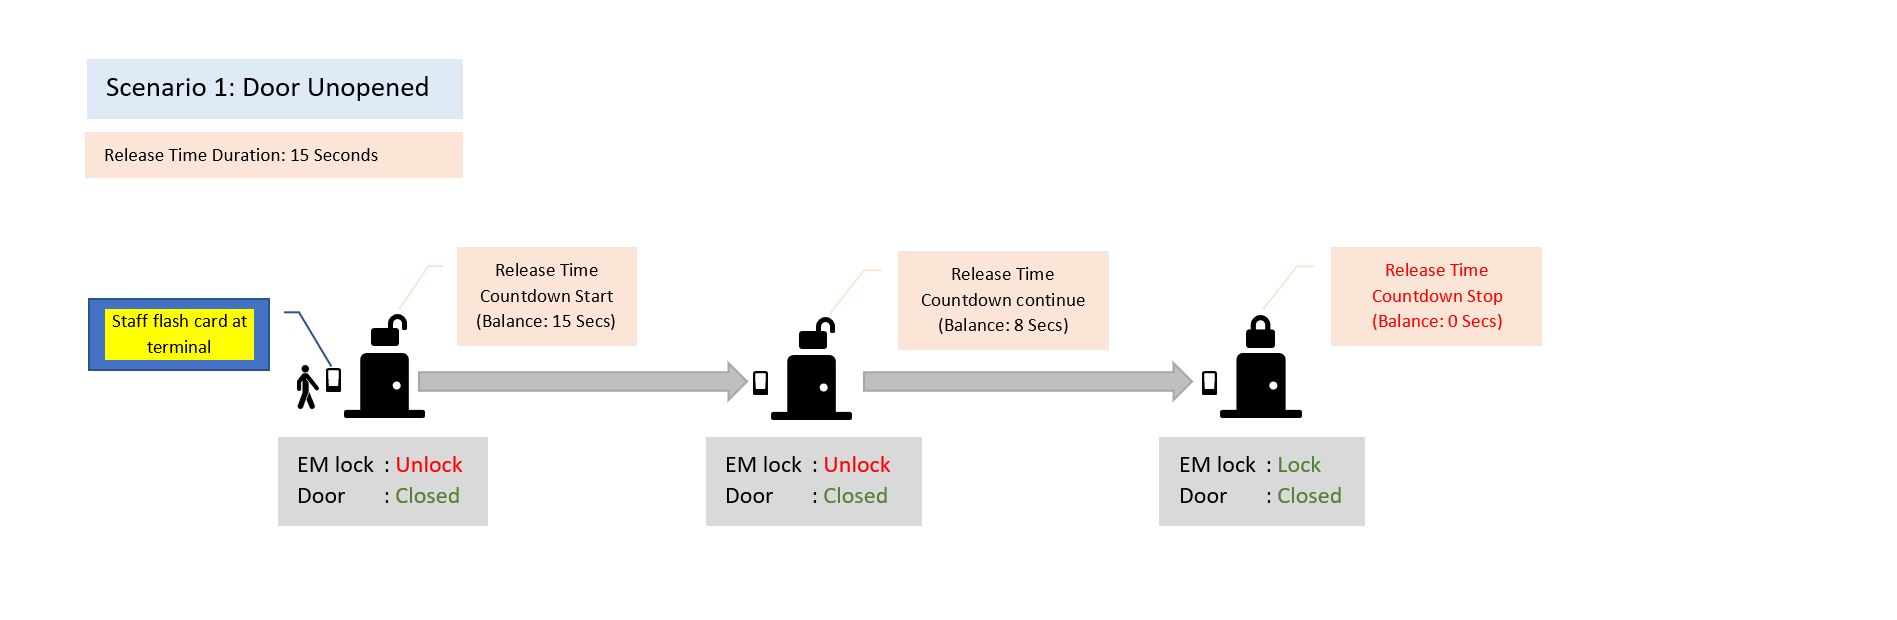 Scenario 1: Door Unopened
Release Time Duration: 15 Seconds
Staff flash card at
terminal
Release Time
Countdown Start
(Balance: 15 Secs)
Release Time
Countdown continue
(Balance: 8 Secs)
Release Time
Countdown Stop
(Balance: 0 Secs)
EM lock : Unlock
Door : Closed
EM lock : Unlock
Door : Closed
EM lock : Lock
Door : Closed